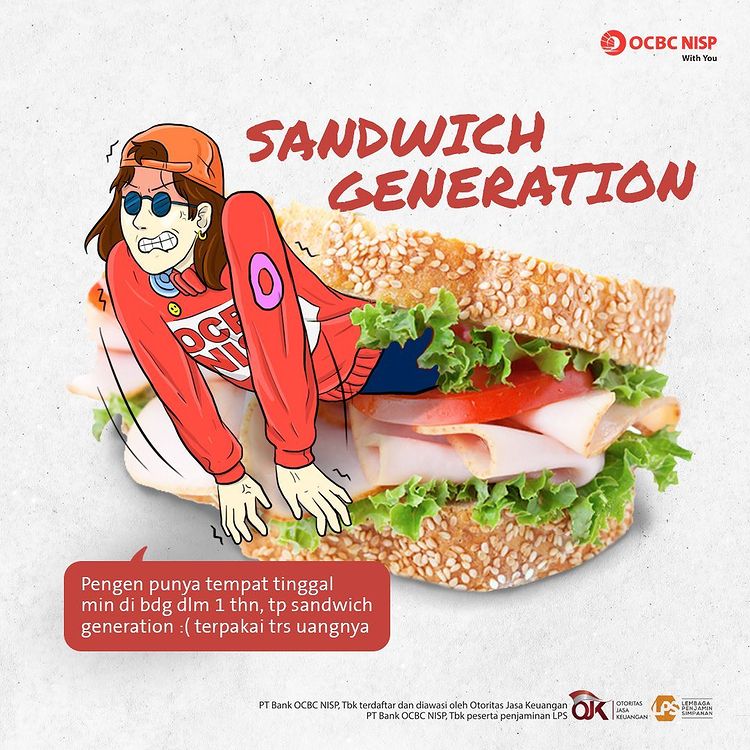 OCBC NISP
With You
SANDWICH
GENERATION
OCBC
NISP
Pengen punya tempat tinggal
min di bdg dlm 1 thn, tp sandwich
generation :( terpakai trs uangnya
PT Bank OCBC NISP, Tbk terdaftar dan diawasi oleh Otoritas Jasa Keuangan
PT Bank OCBC NISP, Tbk peserta penjaminan LPS
OJK
OTORITAS
JASA
KEUANGAN
LPS
LEMBAGA
PENJAMIN
SIMPANAN